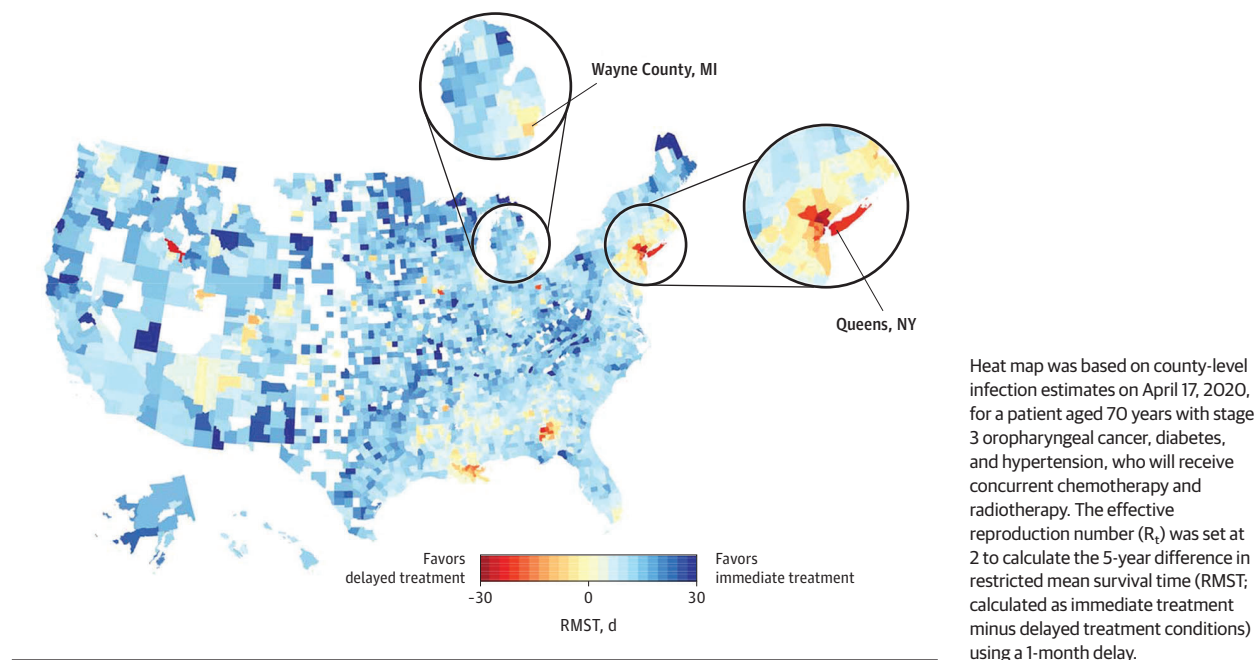 Wayne County, MI
Queens, NY
Favors
delayed treatment
Favors
immediate treatment
-30
0
30
RMST, d
Heat map was based on county-level
infection estimates on April 17, 2020,
for a patient aged 70 years with stage
3 oropharyngeal cancer, diabetes,
and hypertension, who will receive
concurrent chemotherapy and
radiotherapy. The effective
reproduction number (Rt) was set at
2 to calculate the 5-year difference in
restricted mean survival time (RMST;
calculated as immediate treatment
minus delayed treatment conditions)
using a 1-month delay.